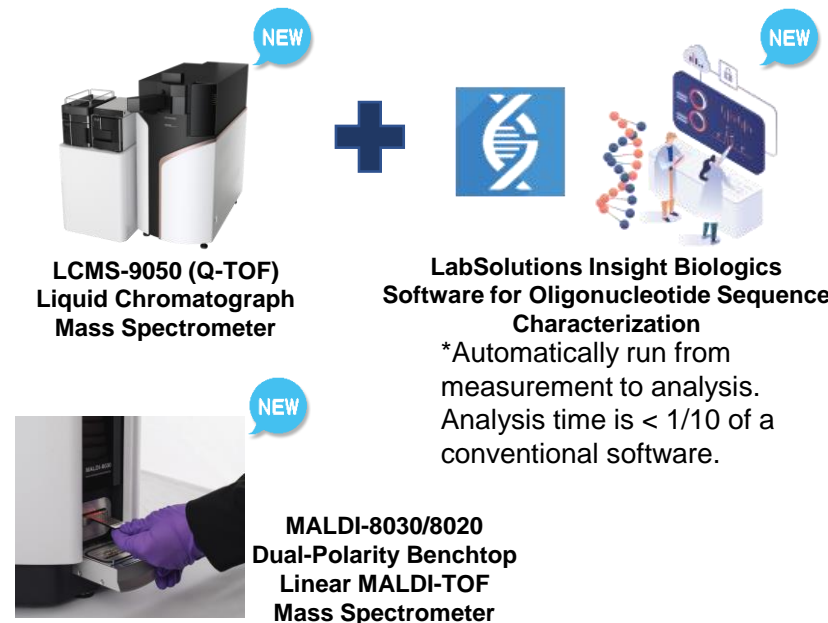 NEW
NEW
LCMS-9050 (Q-TOF)
Liquid Chromatograph
Mass Spectrometer
LabSolutions Insight Biologics
Software for Oligonucleotide Sequence
Characterization
*Automatically run from
measurement to analysis.
Analysis time is < 1/10 of a
conventional software.
NEW
MALDI-8030
MALDI-8030/8020
Dual-Polarity Benchtop
Linear MALDI-TOF
Mass Spectrometer